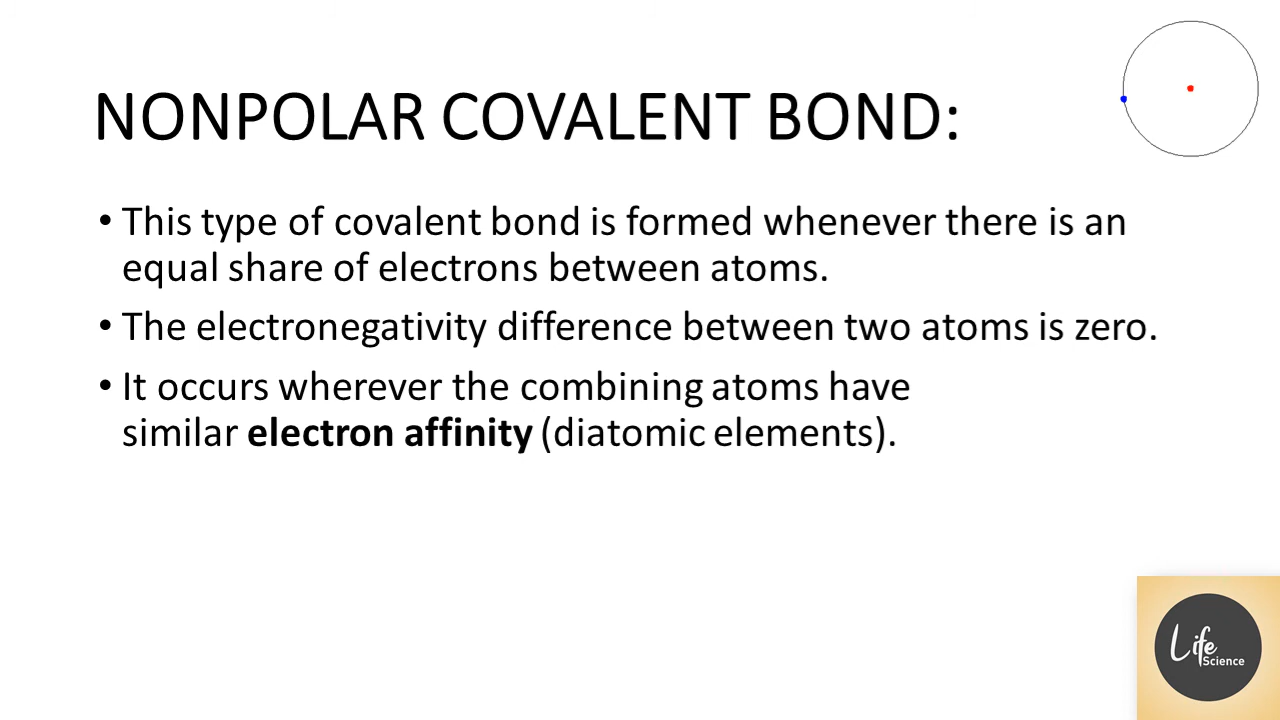 NONPOLAR COVALENT BOND:
• This type of covalent bond is formed whenever there is an
equal share of electrons between atoms.
• The electronegativity difference between two atoms is zero.
• It occurs wherever the combining atoms have
similar electron affinity (diatomic elements).
Life
Science